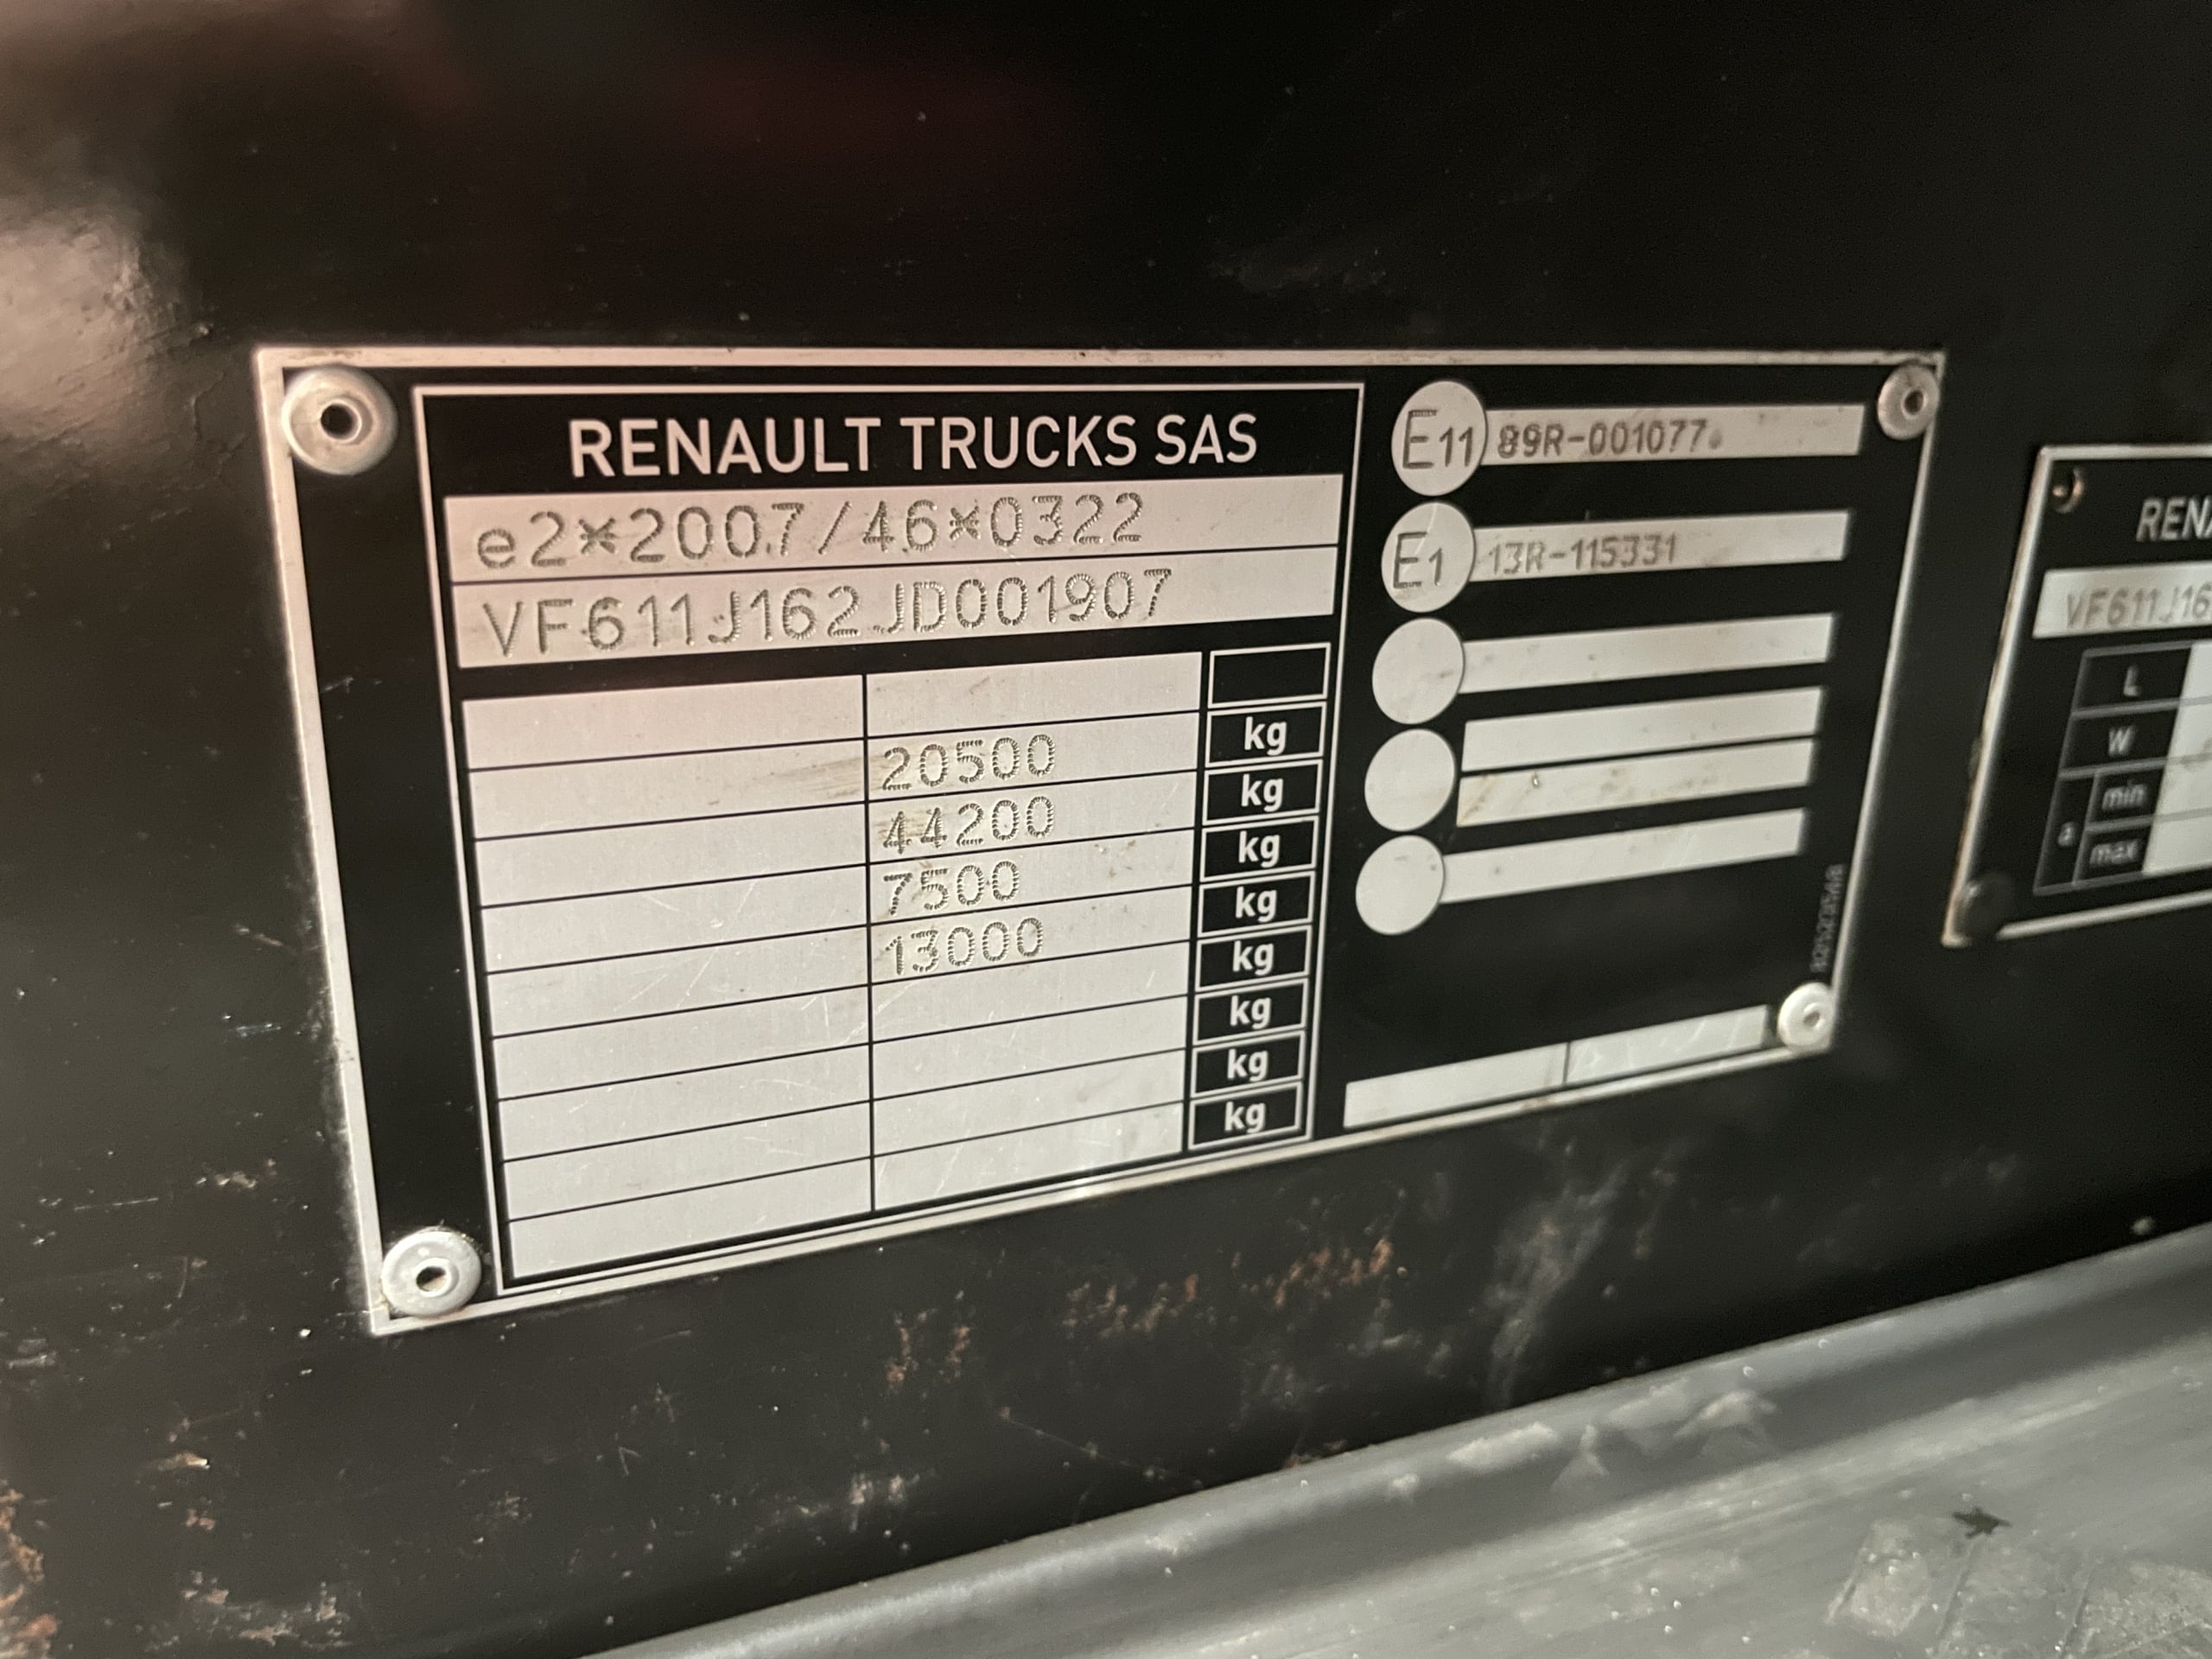 RENAULT TRUCKS SAS
e2*2007/46*0322
VF611J162JD001907
20500 kg
44200 kg
7500 kg
13000 kg
kg
kg
kg
kg
E11 89R-001077
E1 13R-115331
REN
VF611J16
L
W
a
min
max